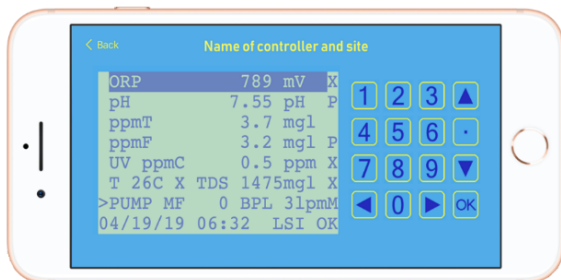 < Back
Name of controller and site
ORP 789 mV X
pH 7.55 pH P
ppmT 3.7 mgl
ppmF 3.2 mgl P
UV ppmC 0.5 ppm X
T 26C X TDS 1475mgl X
>PUMP MF 0 BPL 3lpmM
04/19/19 06:32 LSI OK
1 2 3 ▲
4 5 6 ·
7 8 9 ▼
◀ 0 ▶ OK